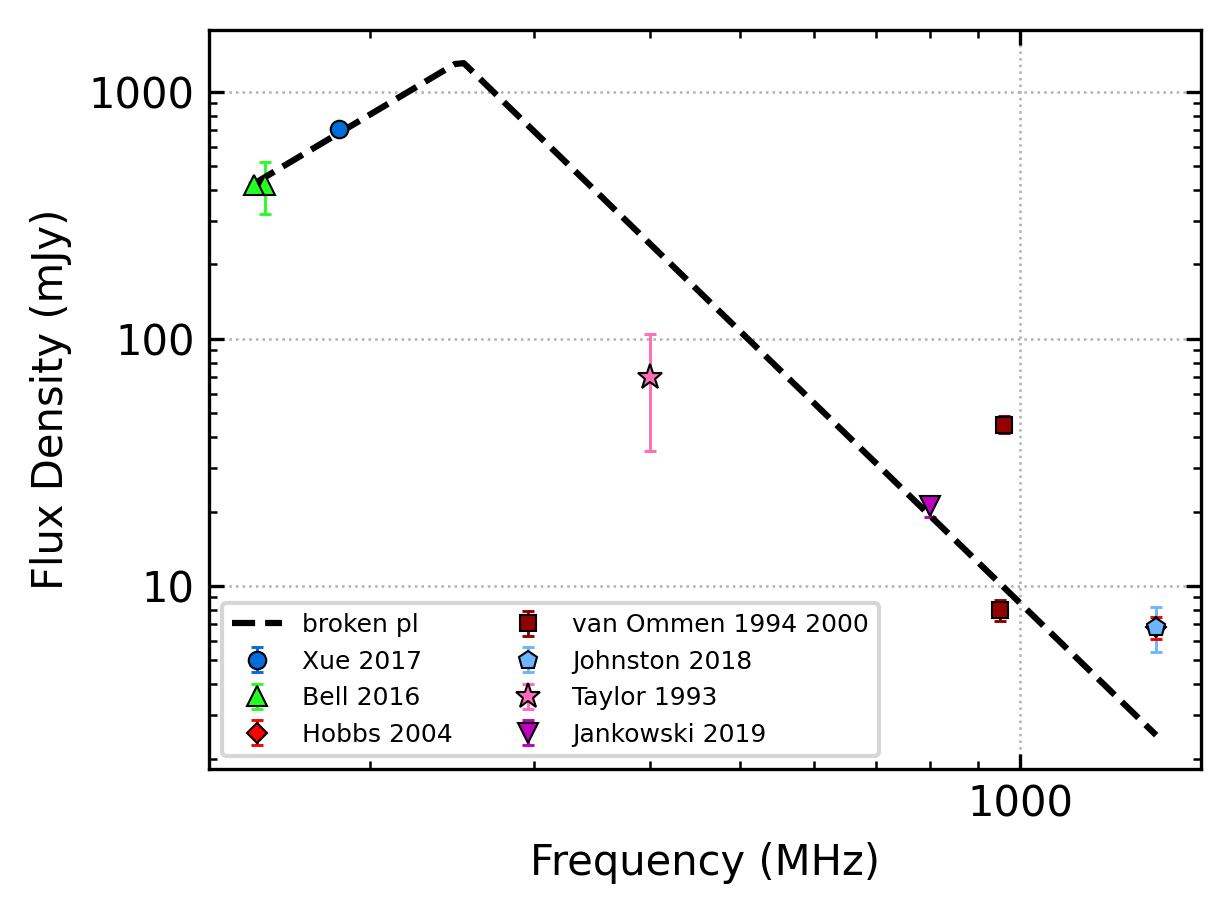 1000
100
10
Flux Density (mJy)
broken pl
Xue 2017
Bell 2016
Hobbs 2004
van Ommen 1994 2000
Johnston 2018
Taylor 1993
Jankowski 2019
1000
Frequency (MHz)